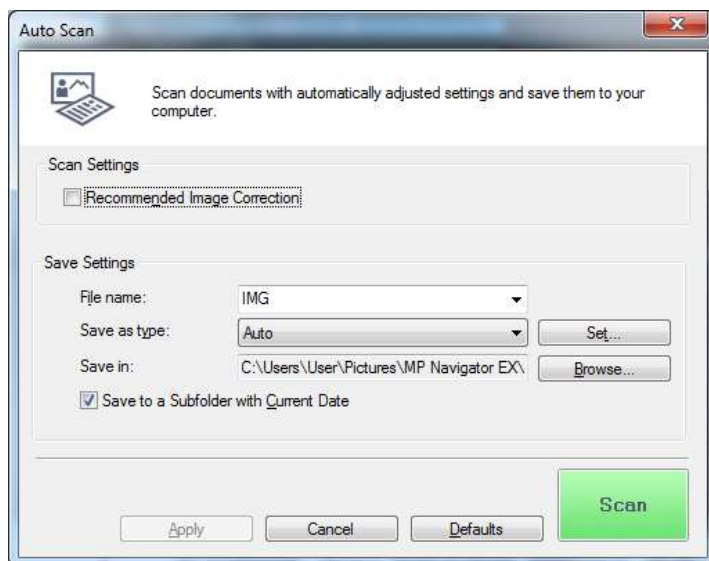 Auto Scan
Scan documents with automatically adjusted settings and save them to your
computer.
Scan Settings
Recommended Image Correction
Save Settings
File name:
IMG
Save as type:
Auto
Set...
Save in:
C:\Users\User\Pictures\MP Navigator EX\
Browse...
Save to a Subfolder with Current Date
Scan
Apply
Cancel
Defaults